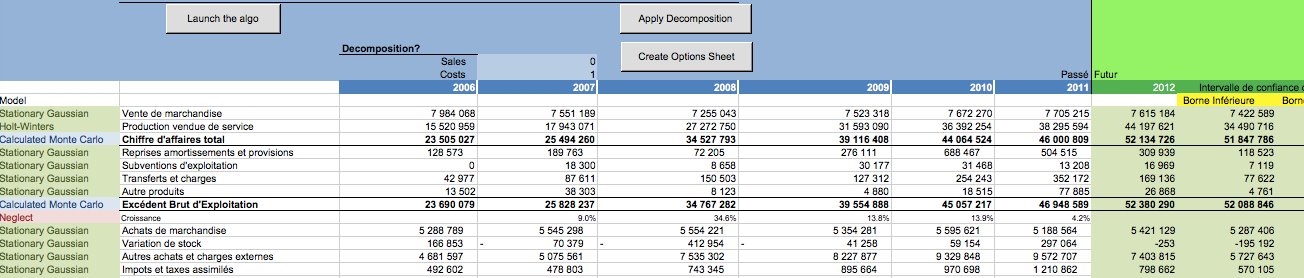 Launch the algo Apply Decomposition
Decomposition? Create Options Sheet
Sales 0
Costs 1 Passé Futur
2006 2007 2008 2009 2010 2011 2012 Intervalle de confiance
Model Borne Inférieure
Stationary Gaussian Vente de marchandise 7 984 068 7 551 189 7 255 043 7 523 318 7 672 270 7 705 215 7 615 184 7 422 589
Holt-Winters Production vendue de service 15 520 959 17 943 071 27 272 750 31 593 090 36 392 254 38 295 594 44 197 621 34 490 716
Calculated Monte Carlo Chiffre d'affaires total 23 505 027 25 494 260 34 527 793 39 116 408 44 064 524 46 000 809 52 134 726 51 847 786
Stationary Gaussian Reprises amortissements et provisions 128 573 189 763 72 205 276 111 688 467 504 515 309 939 118 523
Stationary Gaussian Subventions d'exploitation 0 18 300 8 658 30 177 31 468 13 208 16 969 7 119
Stationary Gaussian Transferts et charges 42 977 87 611 150 503 127 312 254 243 352 172 169 136 77 622
Stationary Gaussian Autre produits 13 502 38 303 8 123 4 880 18 515 77 885 26 868 4 761
Calculated Monte Carlo Excédent Brut d'Exploitation 23 690 079 25 828 237 34 767 282 39 554 888 45 057 217 46 948 589 52 380 290 52 088 846
Neglect Croissance 9.0% 34.6% 13.8% 13.9% 4.2%
Stationary Gaussian Achats de marchandise 5 288 789 5 545 298 5 554 221 5 354 281 5 595 621 5 188 564 5 421 129 5 287 406
Stationary Gaussian Variation de stock 166 853 - 70 379 - 412 954 - 41 258 59 154 297 064 -253 -195 192
Stationary Gaussian Autres achats et charges externes 4 681 597 5 075 561 7 535 302 8 227 877 9 329 848 9 572 707 7 403 815 5 727 643
Stationary Gaussian Impots et taxes assimilés 492 602 478 803 743 345 895 664 970 698 1 210 862 798 662 570 105